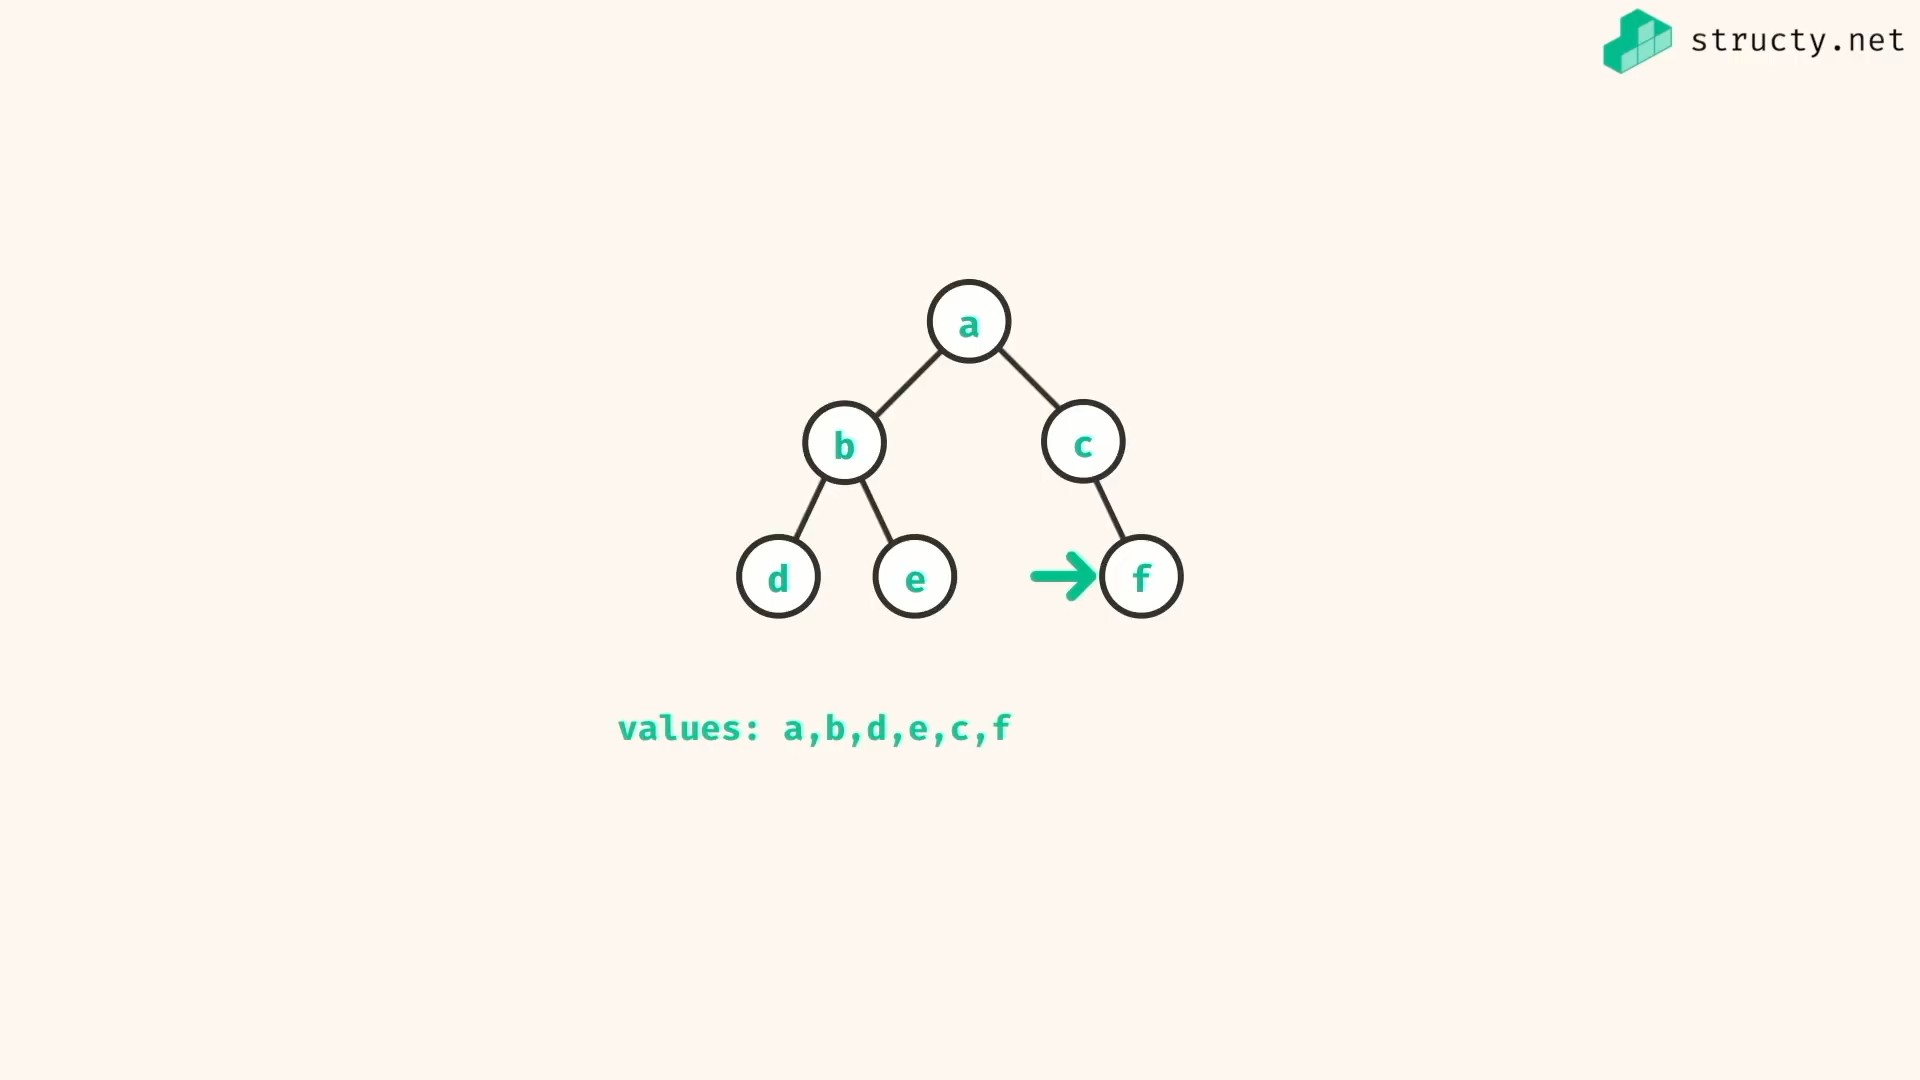 structy.net
a
b
c
d
e
f
values: a,b,d,e,c,f